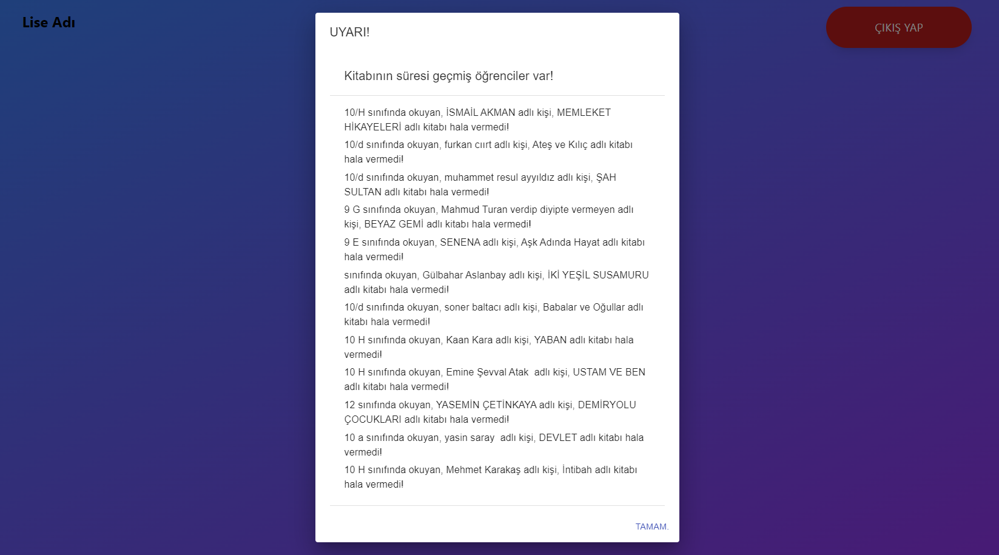 Lise Adı
ÇIKIŞ YAP
UYARI!
Kitabının süresi geçmiş öğrenciler var!
10/H sınıfında okuyan, İSMAİL AKMAN adlı kişi, MEMLEKET
HİKAYELERİ adlı kitabı hala vermedi!
10/d sınıfında okuyan, furkan cıırt adlı kişi, Ateş ve Kılıç adlı kitabı
hala vermedi!
10/d sınıfında okuyan, muhammet resul ayyıldız adlı kişi, ŞAH
SULTAN adlı kitabı hala vermedi!
9 G sınıfında okuyan, Mahmud Turan verdip diyipte vermeyen adlı
kişi, BEYAZ GEMİ adlı kitabı hala vermedi!
9 E sınıfında okuyan, SENENA adlı kişi, Aşk Adında Hayat adlı kitabı
hala vermedi!
sınıfında okuyan, Gülbahar Aslanbay adlı kişi, İKİ YEŞİL SUSAMURU
adlı kitabı hala vermedi!
10/d sınıfında okuyan, soner baltacı adlı kişi, Babalar ve Oğullar adlı
kitabı hala vermedi!
10 H sınıfında okuyan, Kaan Kara adlı kişi, YABAN adlı kitabı hala
vermedi!
10 H sınıfında okuyan, Emine Şevval Atak  adlı kişi, USTAM VE BEN
adlı kitabı hala vermedi!
12 sınıfında okuyan, YASEMİN ÇETİNKAYA adlı kişi, DEMİRYOLU
ÇOCUKLARI adlı kitabı hala vermedi!
10 a sınıfında okuyan, yasin saray  adlı kişi, DEVLET adlı kitabı hala
vermedi!
10 H sınıfında okuyan, Mehmet Karakaş adlı kişi, İntibah adlı kitabı
hala vermedi!
TAMAM.